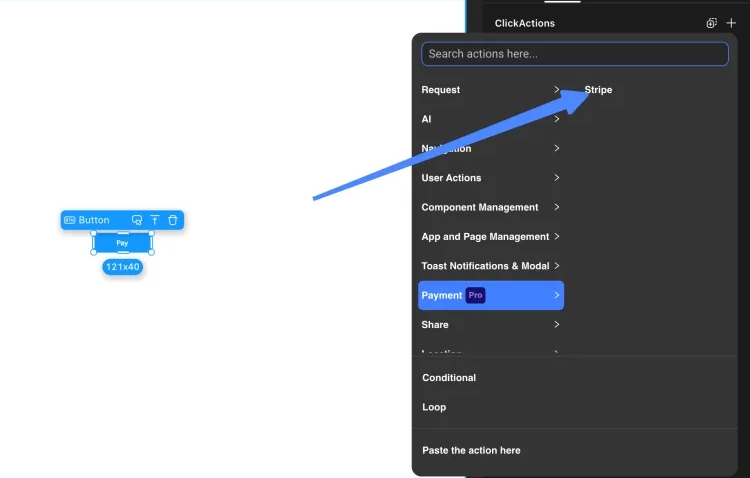 ClickActions
Search actions here...
Request
Stripe
AI
Navigation
User Actions
Button
Component Management
Pay
App and Page Management
121x40
Toast Notifications & Modal
Payment Pro
Share
Location
Conditional
Loop
Paste the action here